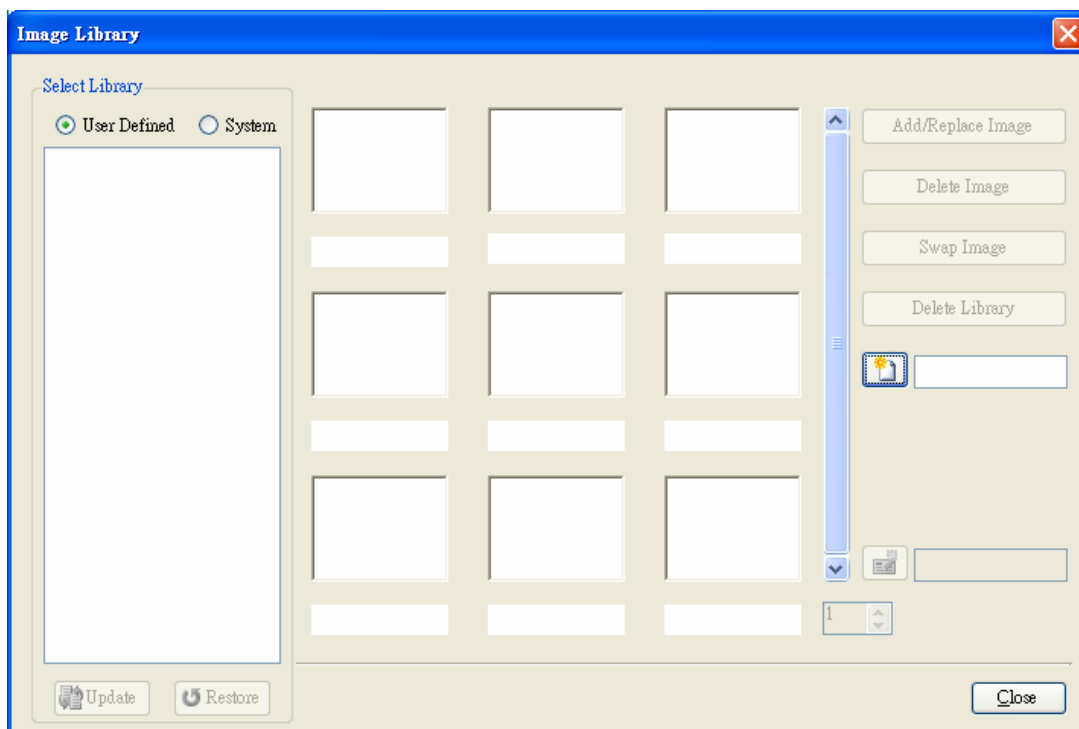 Image Library
Select Library
User Defined System
Add/Replace Image
Delete Image
Swap Image
Delete Library
1
Update Restore
Close